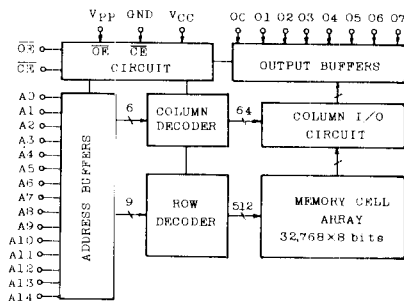 VPP GND VCC O0 O1 O2 O3 O4 O5 O6 O7
OE
CE
OE CE
CIRCUIT
OUTPUT BUFFERS
A0
A1
A2
A3
A4
A5
A6
A7
A8
A9
A10
A11
A12
A13
A14
ADDRESS BUFFERS
6
COLUMN
DECODER
64
COLUMN I/O
CIRCUIT
9
ROW
DECODER
512
MEMORY CELL
ARRAY
32,768×8 bits